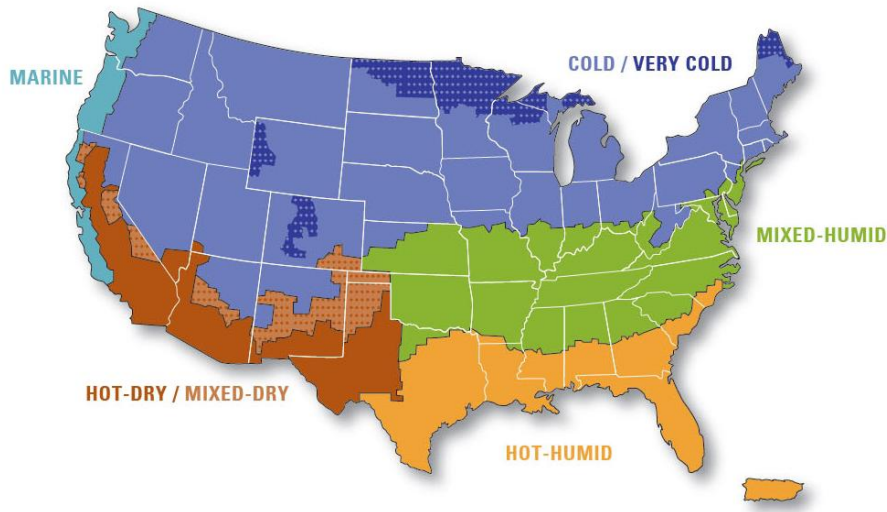 COLD / VERY COLD
MARINE
MIXED-HUMID
HOT-DRY / MIXED-DRY
HOT-HUMID